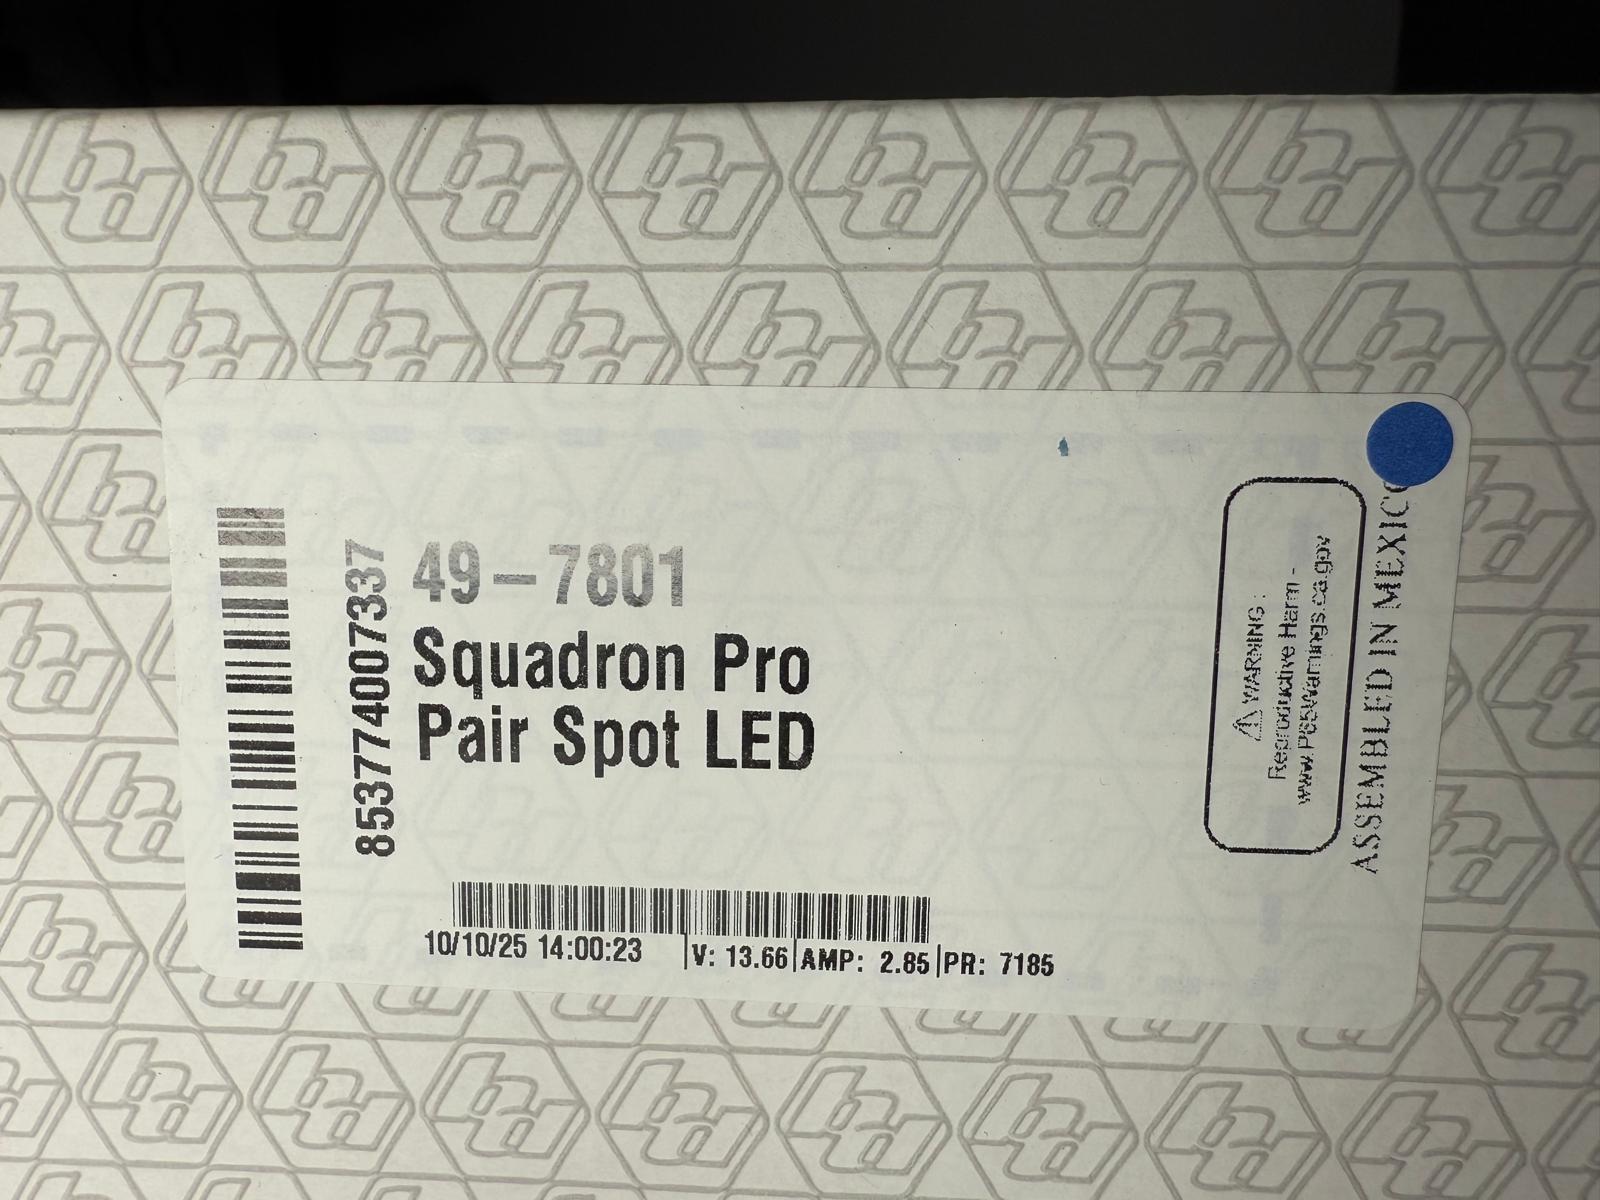 853774007337
49-7801
Squadron Pro
Pair Spot LED
10/10/25 14:00:23 |V: 13.66|AMP: 2.85|PR: 7185
⚠ WARNING:
Reproductive Harm -
www.P65Warnings.ca.gov
ASSEMBLED IN MEXICO